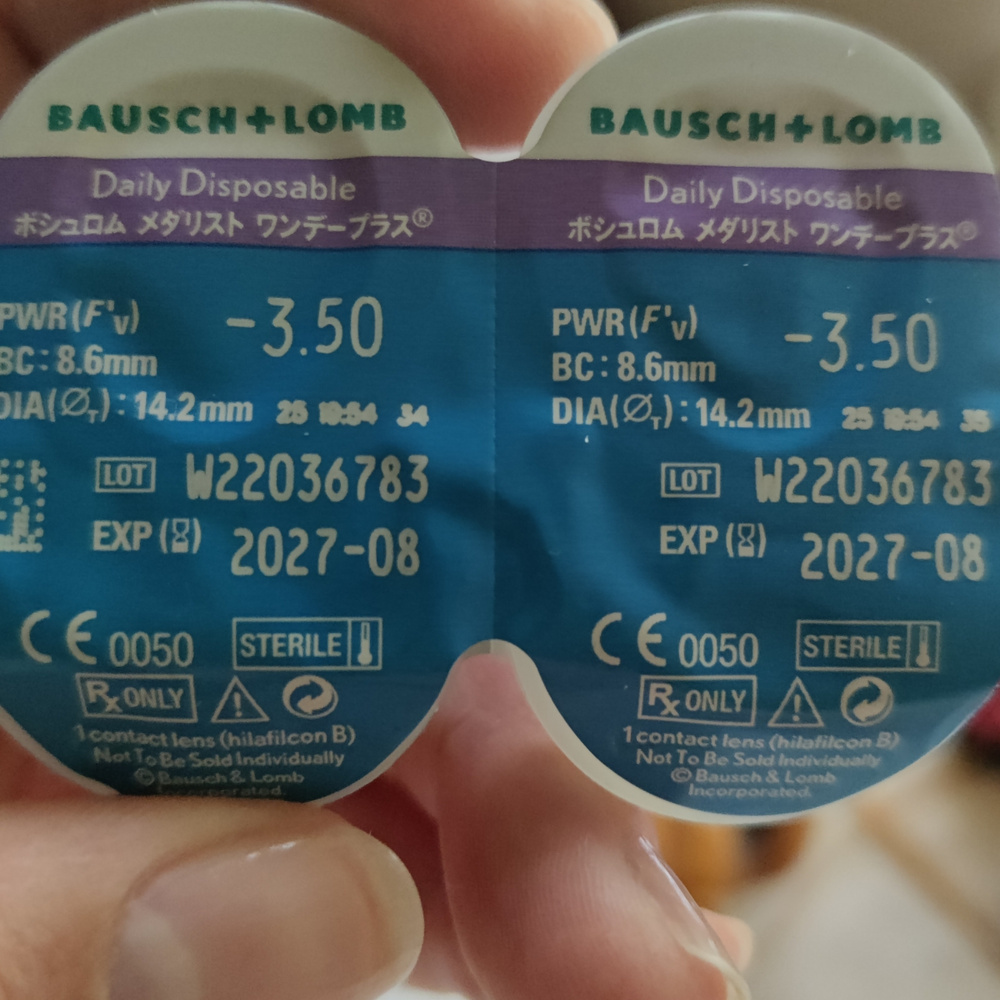 BAUSCH+LOMB
Daily Disposable
ボシュロム メダリスト ワンデープラス®
PWR(F'v) -3.50
BC: 8.6mm
DIA(∅T): 14.2mm 25 19:54 34
LOT W22036783
EXP 2027-08
CE 0050 STERILE
Rx ONLY
1 contact lens (hilafilcon B)
Not To Be Sold Individually
© Bausch & Lomb
Incorporated.
BAUSCH+LOMB
Daily Disposable
ボシュロム メダリスト ワンデープラス®
PWR(F'v) -3.50
BC: 8.6mm
DIA(∅T): 14.2mm 25 19:54 35
LOT W22036783
EXP 2027-08
CE 0050 STERILE
Rx ONLY
1 contact lens (hilafilcon B)
Not To Be Sold Individually
© Bausch & Lomb
Incorporated.